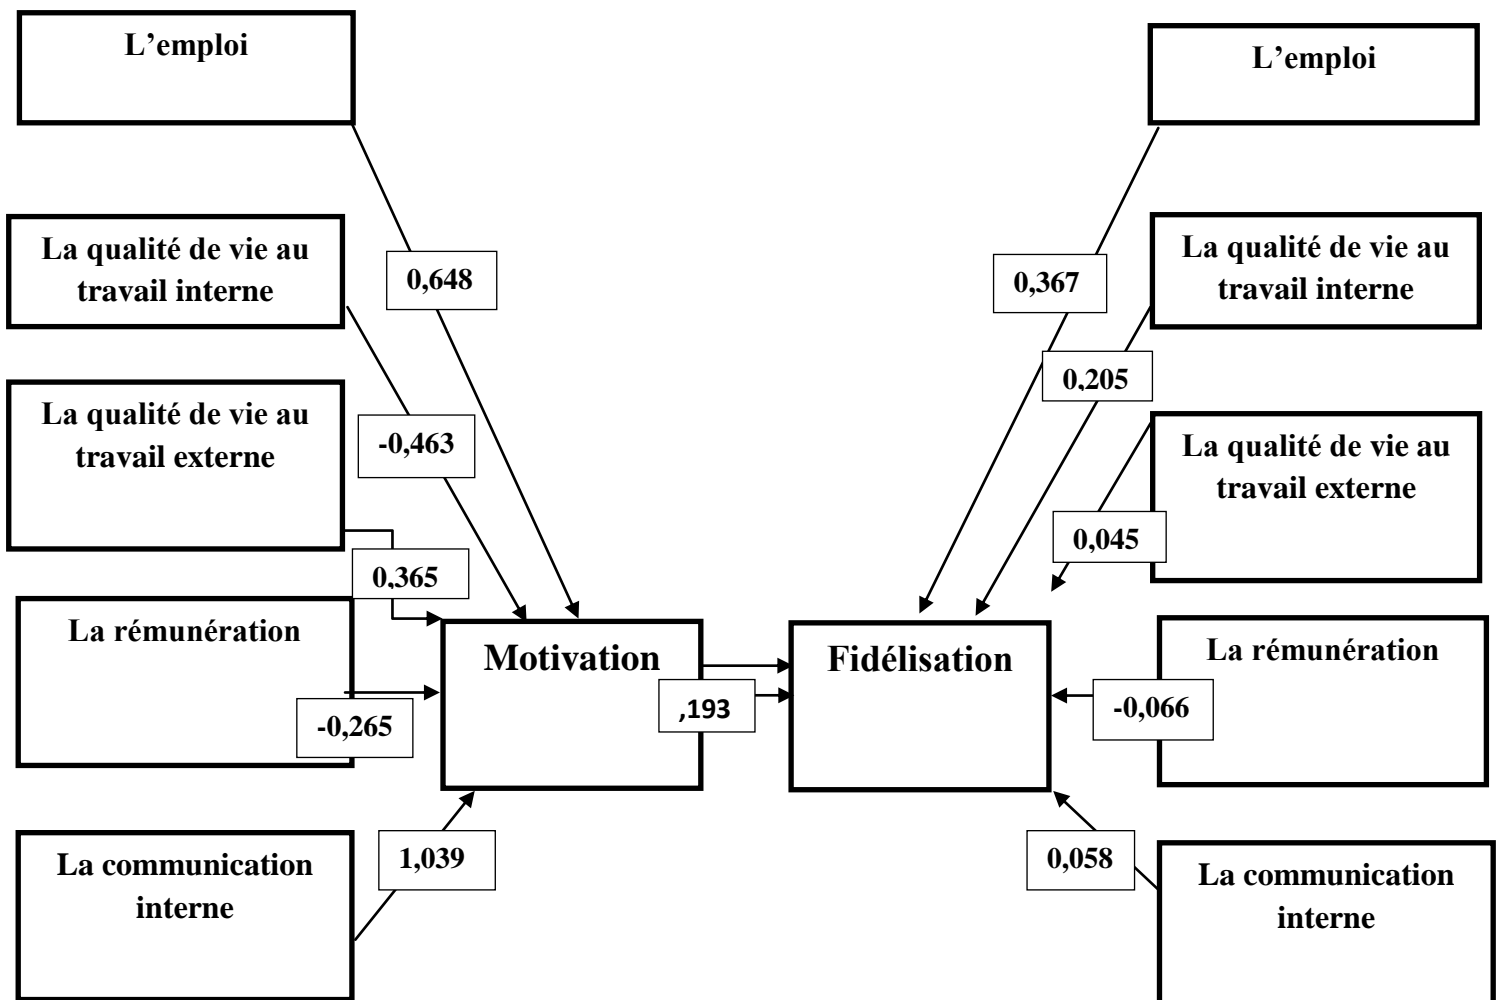 L’emploi
L’emploi
La qualité de vie au
travail interne
0,648
0,367
La qualité de vie au
travail interne
0,205
La qualité de vie au
travail externe
-0,463
La qualité de vie au
travail externe
0,045
0,365
La rémunération
Motivation
Fidélisation
La rémunération
-0,265
,193
-0,066
La communication
interne
1,039
0,058
La communication
interne